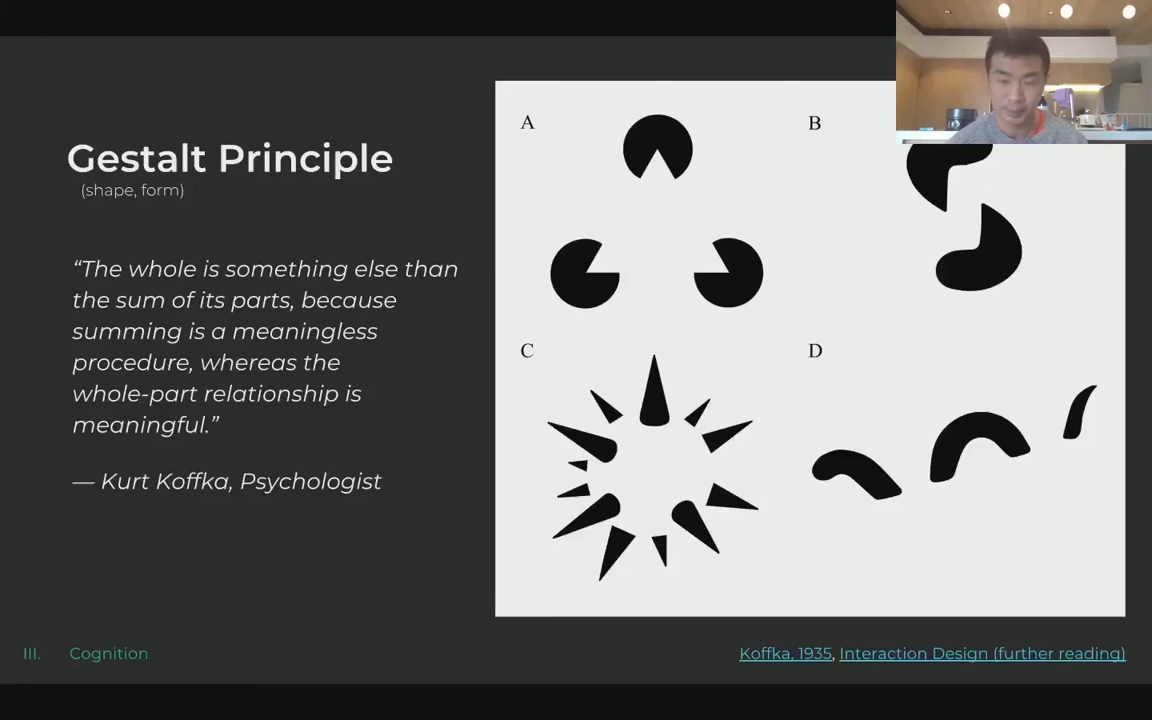 Gestalt Principle
(shape, form)
“The whole is something else than
the sum of its parts, because
summing is a meaningless
procedure, whereas the
whole-part relationship is
meaningful.”
— Kurt Koffka, Psychologist
A
B
C
D
III. Cognition
Koffka, 1935, Interaction Design (further reading)